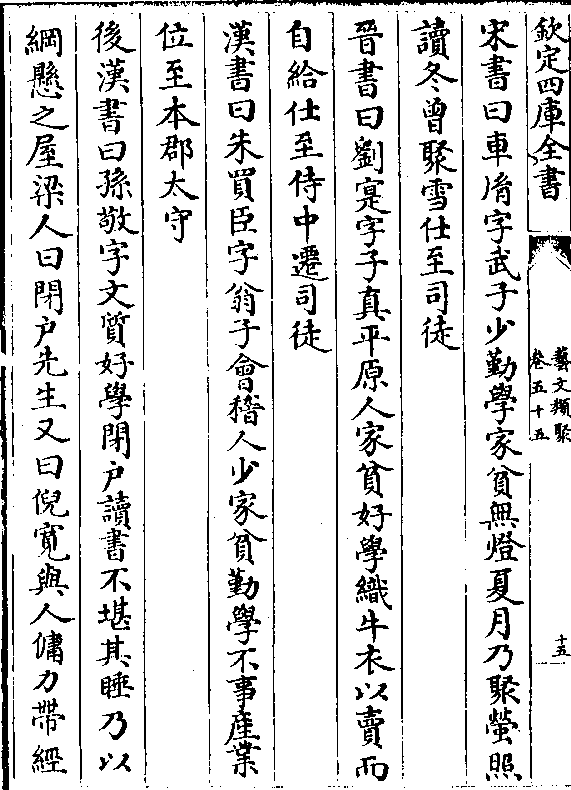 欽定四庫全書
藝文類聚
卷五十五
十五
宋書曰車胤字武子少勤學家貧無燈夏月乃聚螢照
讀冬曾聚雪仕至司徒
晉書曰劉寔字子真平原人家貧好學織牛衣以賣而
自給仕至侍中遷司徒
漢書曰朱買臣字翁子會稽人少家貧勤學不事產業
位至本郡太守
後漢書曰孫敬字文質好學閉户讀書不堪其睡乃以
綱懸之屋梁人曰閉户先生又曰倪寬與人傭力帶經